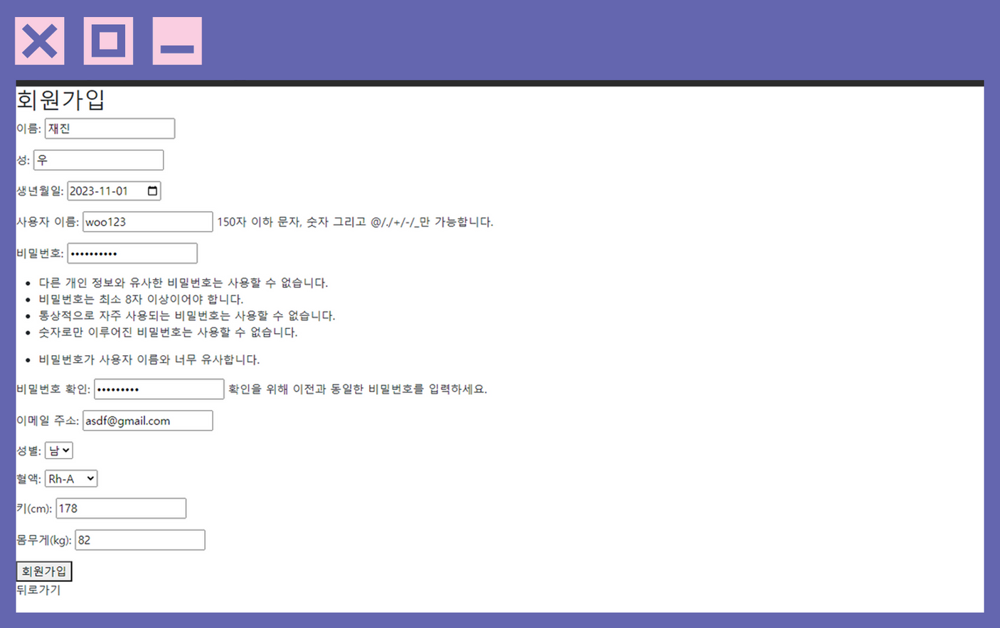 회원가입
이름: 재진
성: 우
생년월일: 2023-11-01
사용자 이름: woo123 150자 이하 문자, 숫자 그리고 @/./+/-/_만 가능합니다.
비밀번호: ••••••••••
• 다른 개인 정보와 유사한 비밀번호는 사용할 수 없습니다.
• 비밀번호는 최소 8자 이상이어야 합니다.
• 통상적으로 자주 사용되는 비밀번호는 사용할 수 없습니다.
• 숫자로만 이루어진 비밀번호는 사용할 수 없습니다.
• 비밀번호가 사용자 이름와 너무 유사합니다.
비밀번호 확인: ••••••••• 확인을 위해 이전과 동일한 비밀번호를 입력하세요.
이메일 주소: asdf@gmail.com
성별: 남
혈액: Rh-A
키(cm): 178
몸무게(kg): 82
회원가입
뒤로가기